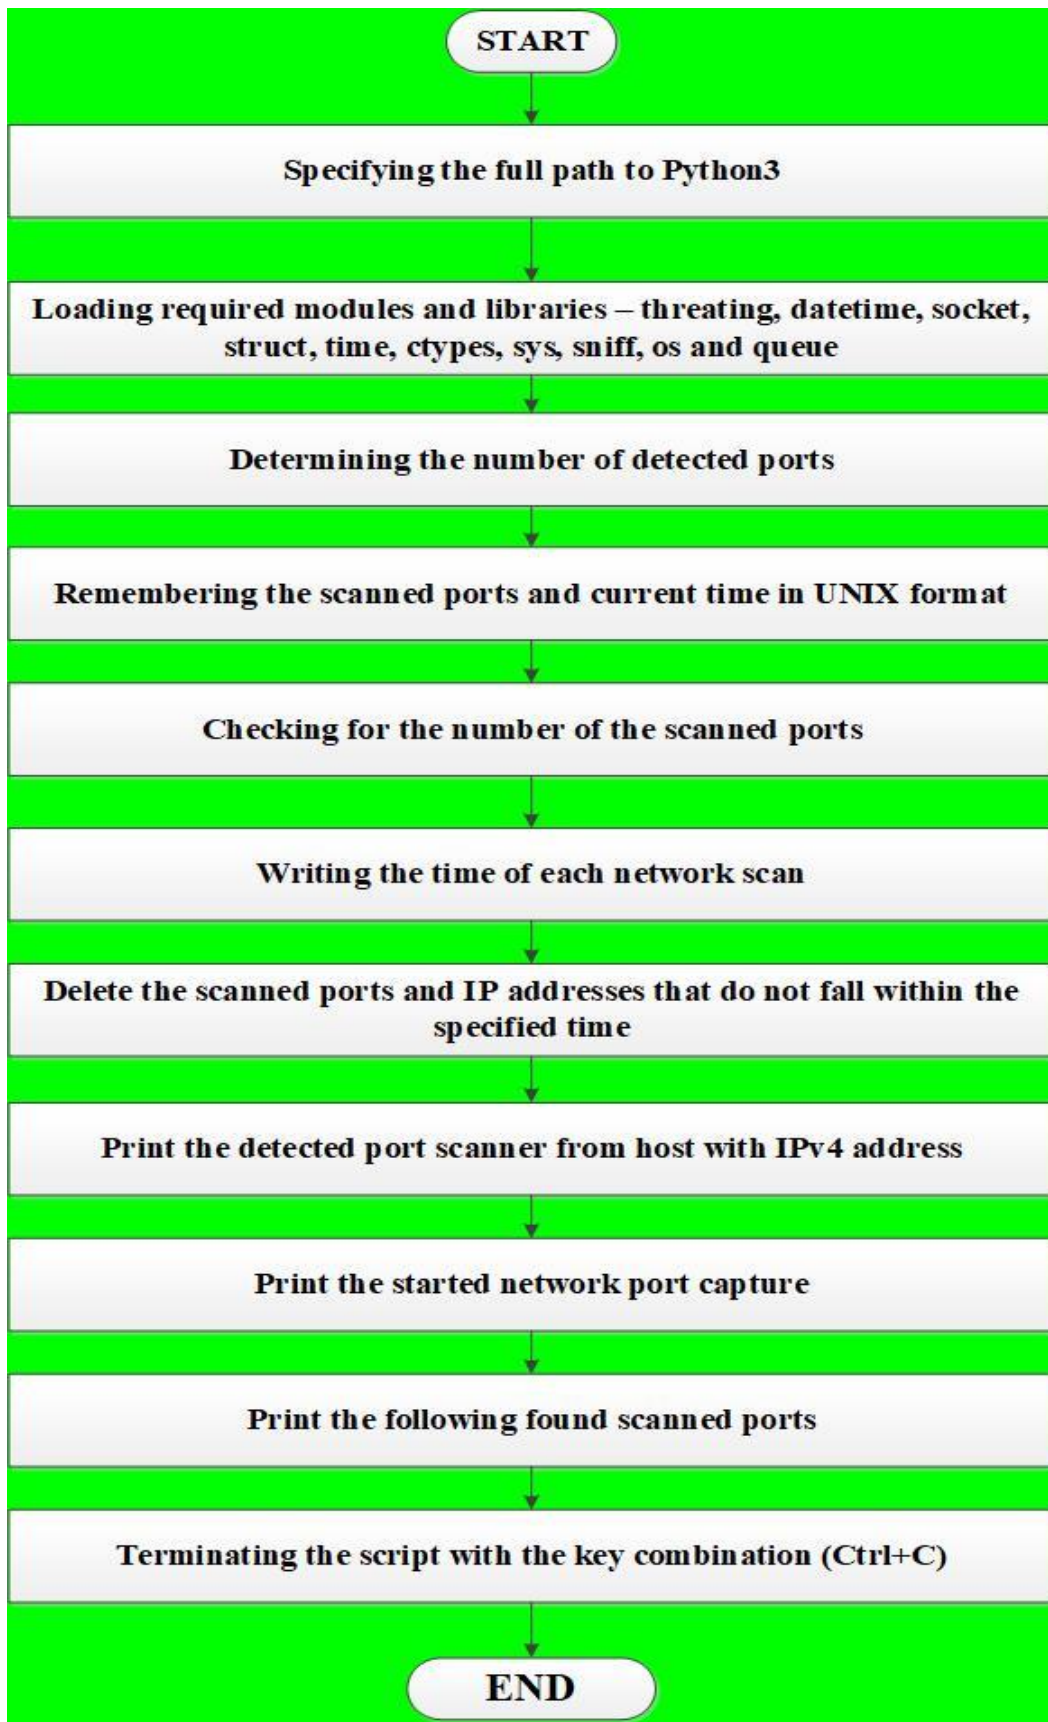 START
Specifying the full path to Python3
Loading required modules and libraries – threating, datetime, socket,
struct, time, ctypes, sys, sniff, os and queue
Determining the number of detected ports
Remembering the scanned ports and current time in UNIX format
Checking for the number of the scanned ports
Writing the time of each network scan
Delete the scanned ports and IP addresses that do not fall within the
specified time
Print the detected port scanner from host with IPv4 address
Print the started network port capture
Print the following found scanned ports
Terminating the script with the key combination (Ctrl+C)
END